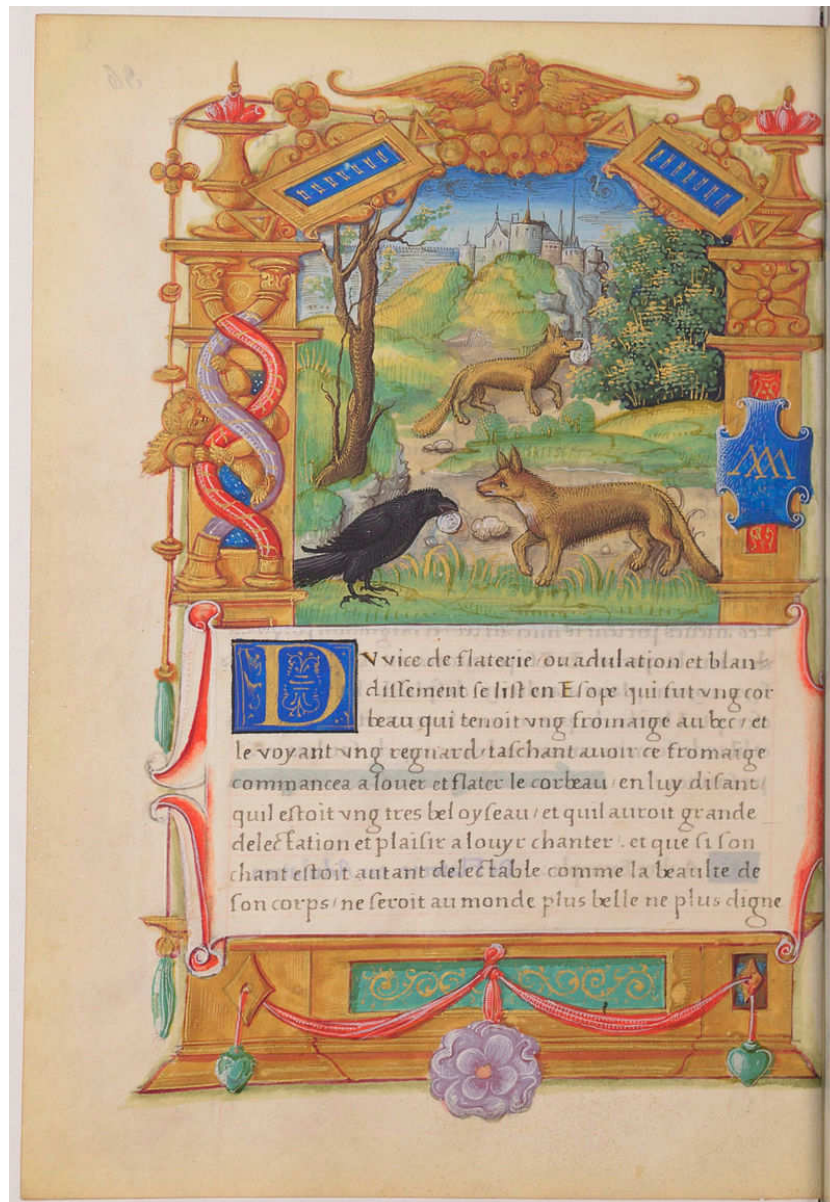 DV vice de flaterie ou adulation et blan-
dissement se list en Esope qui fut vng cor
beau qui tenoit vng fromaige au bec/ et
le voyant vng regnard/ taschant auoir ce fromaige
commancea a louer et flater le corbeau/ en luy disant/
quil estoit vng tres bel oyseau/ et quil auroit grande
delectation et plaisir a louyr chanter. et que si son
chant estoit autant delectable comme la beaulte de
son corps/ ne seroit au monde plus belle ne plus digne